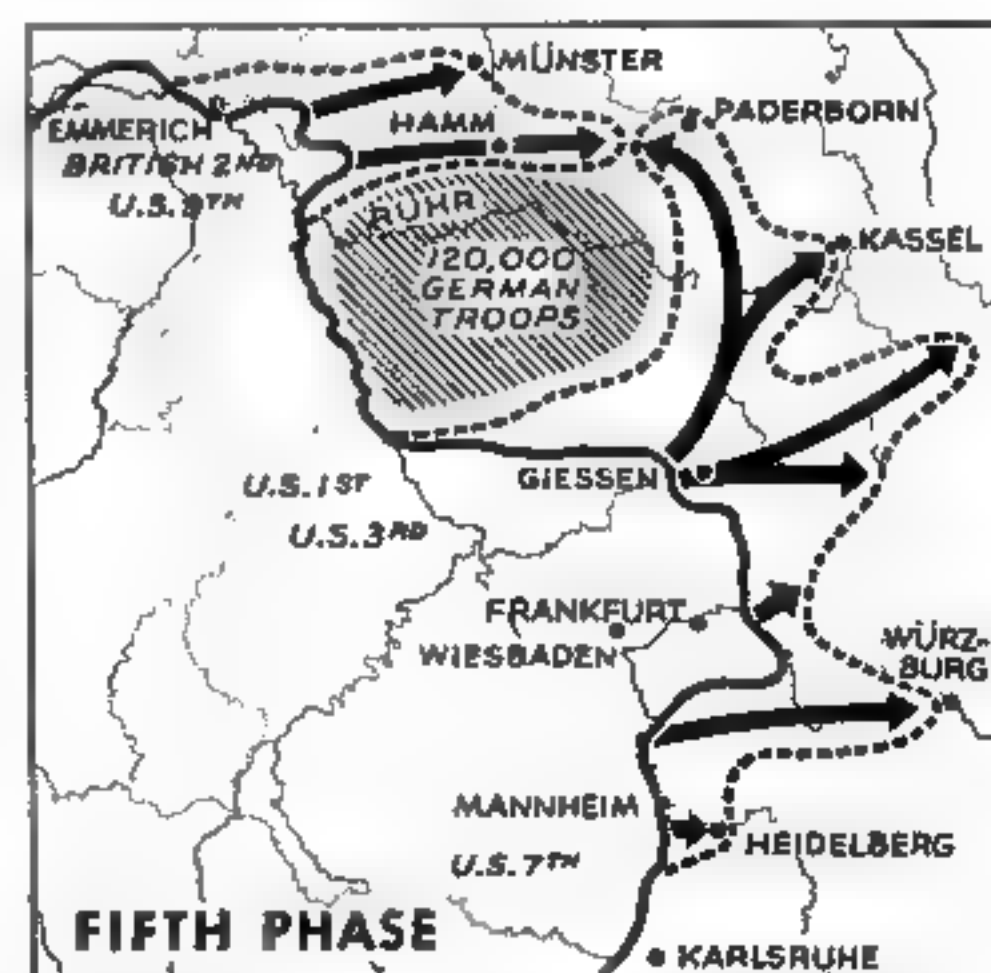 MÜNSTER
PADERBORN
EMMERICH
HAMM
BRITISH 2ND
U.S. 9TH
RUHR
KASSEL
120,000
GERMAN
TROOPS
U.S. 1ST
GIESSEN
U.S. 3RD
FRANKFURT
WIESBADEN
WÜRZ-
BURG
MANNHEIM
HEIDELBERG
U.S. 7TH
FIFTH PHASE
KARLSRUHE